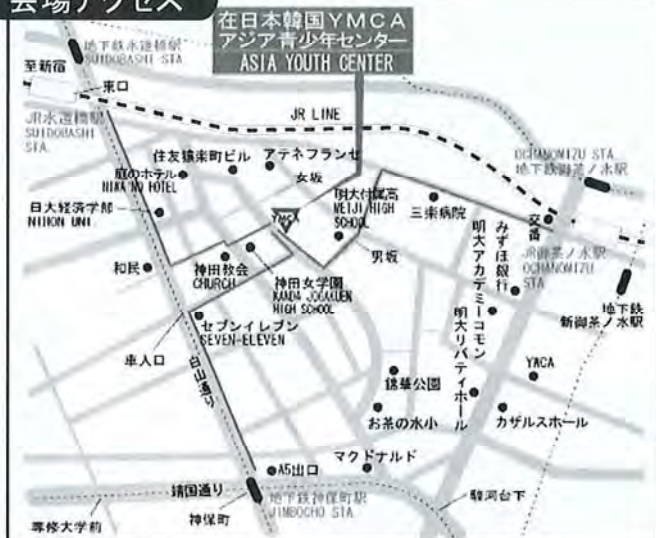 会場アクセス
在日本韓国YMCA
アジア青少年センター
ASIA YOUTH CENTER
地下鉄水道橋駅
SUIDOBASHI STA.
至新宿
東口
JR LINE
JR水道橋駅
SUIDOBASHI
STA.
住友猿楽町ビル
アテネフランセ
OCHANOMIZU STA.
地下鉄御茶ノ水駅
庭のホテル
NIWA NO HOTEL
女坂
明大付属高
MEIJI HIGH
SCHOOL
三楽病院
交番
日大経済学部
NIHON UNI
YMCA
男坂
みずほ銀行
JR御茶ノ水駅
OCHANOMIZU
STA
和民
神田教会
CHURCH
神田女学園
KANDA JOGAKUEN
HIGH SCHOOL
明大アカデミーコモン
地下鉄
新御茶ノ水駅
セブンイレブン
SEVEN-ELEVEN
車入口
白山通り
錦華公園
明大リバティホール
YWCA
お茶の水小
カザルスホール
A5出口
マクドナルド
靖国通り
地下鉄神保町駅
JIMBOCHO STA
駿河台下
専修大学前
神保町